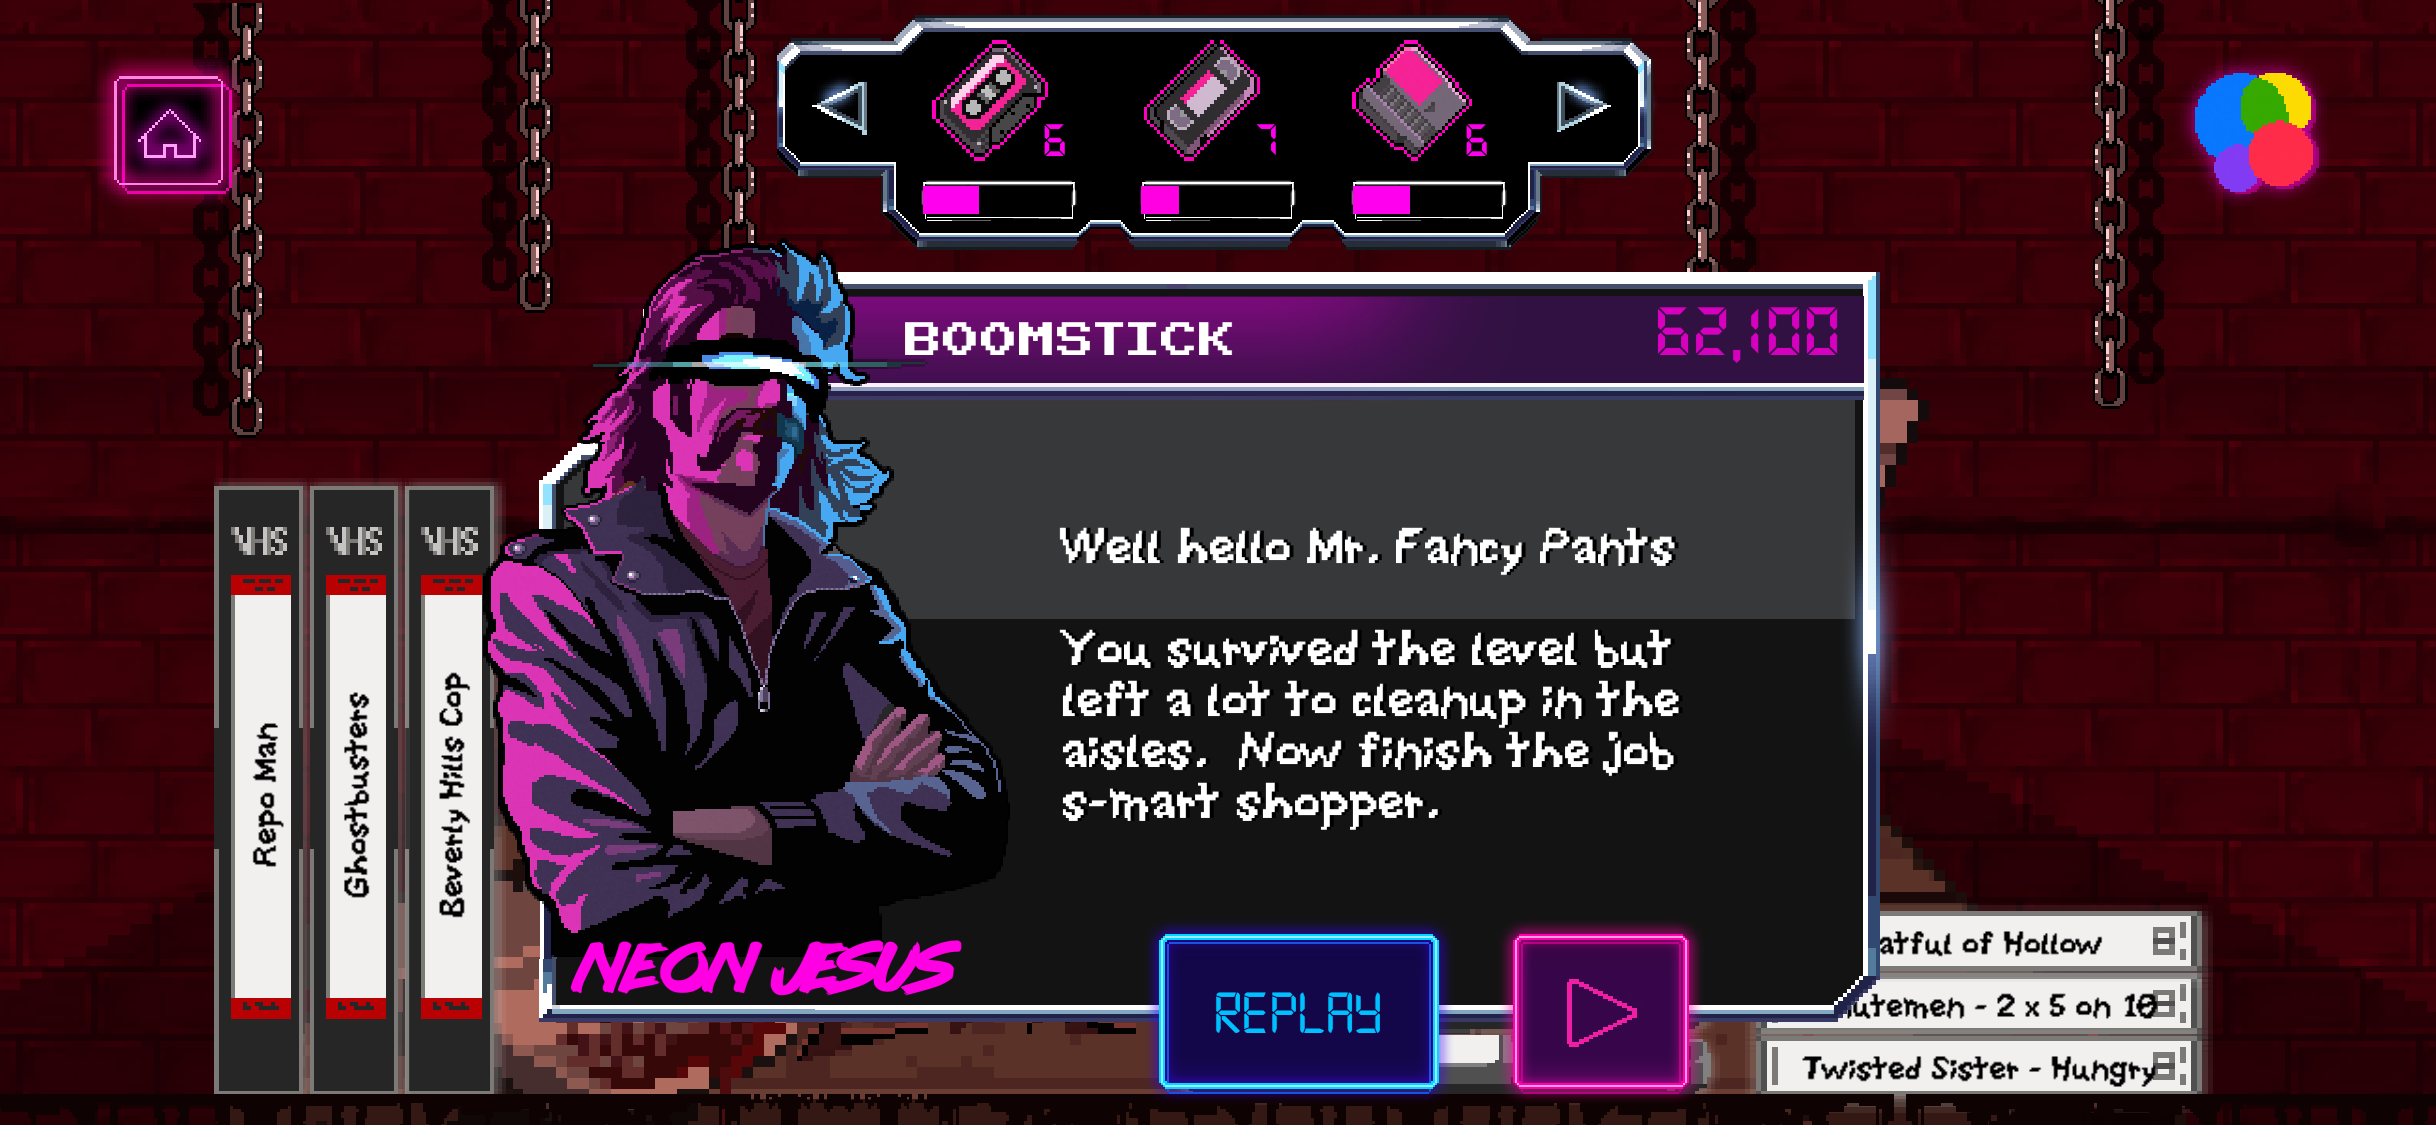 6
7
6
BOOMSTICK
62,100
Well hello Mr. Fancy Pants
You survived the level but
left a lot to cleanup in the
aisles. Now finish the job
s-mart shopper.
VHS
VHS
VHS
Repo Man
Ghostbusters
Beverly Hills Cop
NEON JESUS
REPLAY
atful of Hollow
utemen - 2 x 5 on 10
Twisted Sister - Hungry